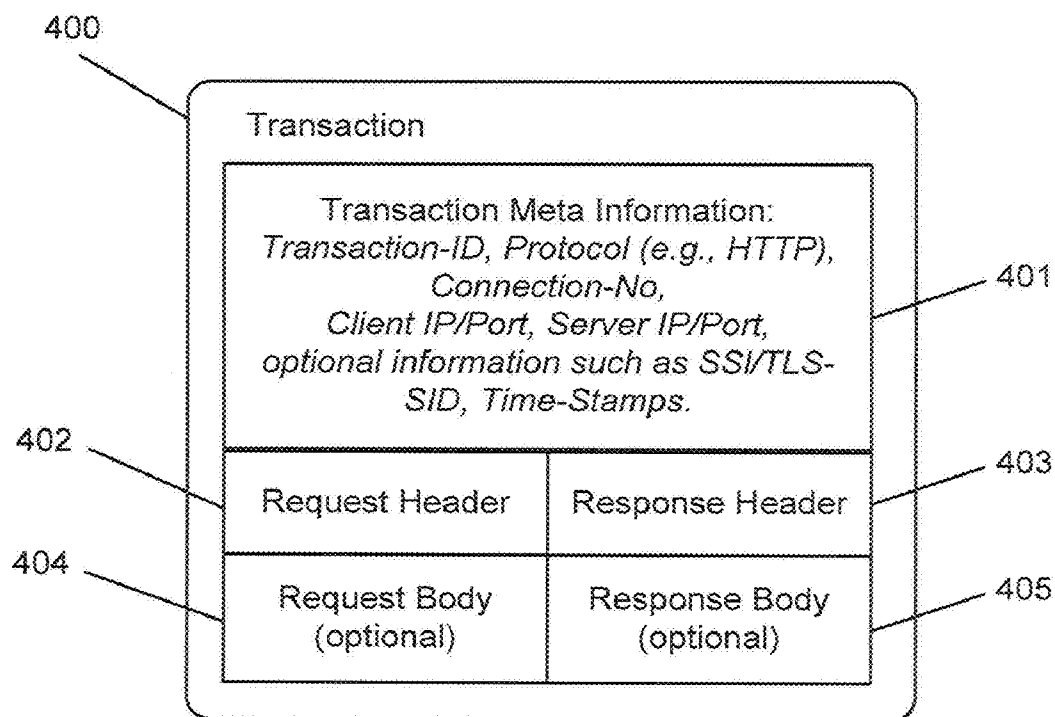 400
Transaction
Transaction Meta Information:
Transaction-ID, Protocol (e.g., HTTP),
Connection-No,
Client IP/Port, Server IP/Port,
optional information such as SSI/TLS-
SID, Time-Stamps.
401
402
Request Header
Response Header
403
404
Request Body
(optional)
Response Body
(optional)
405